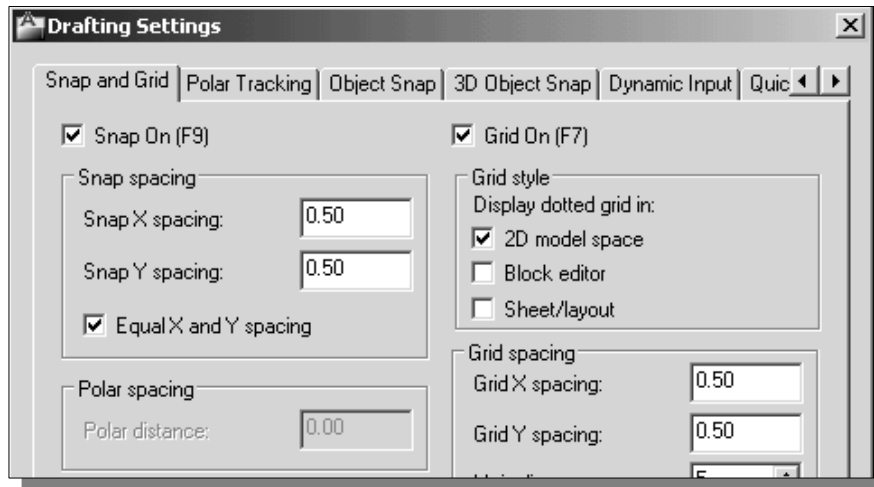 Drafting Settings
Snap and Grid
Polar Tracking
Object Snap
3D Object Snap
Dynamic Input
Quic
Snap On (F9)
Grid On (F7)
Snap spacing
Snap X spacing: 0.50
Snap Y spacing: 0.50
Equal X and Y spacing
Polar spacing
Polar distance: 0.00
Grid style
Display dotted grid in:
2D model space
Block editor
Sheet/layout
Grid spacing
Grid X spacing: 0.50
Grid Y spacing: 0.50